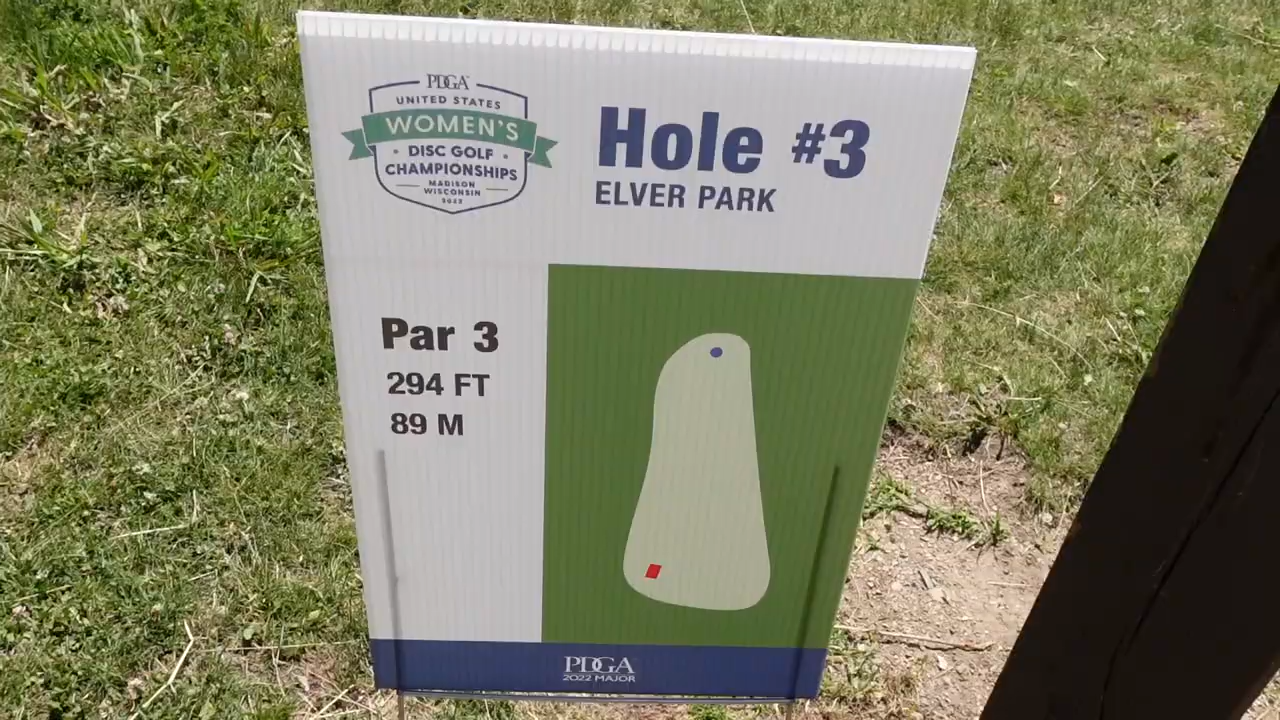 PDGA
UNITED STATES
WOMEN'S
• DISC GOLF •
CHAMPIONSHIPS
MADISON
WISCONSIN
2022
Hole #3
ELVER PARK
Par 3
294 FT
89 M
PDGA
2022 MAJOR